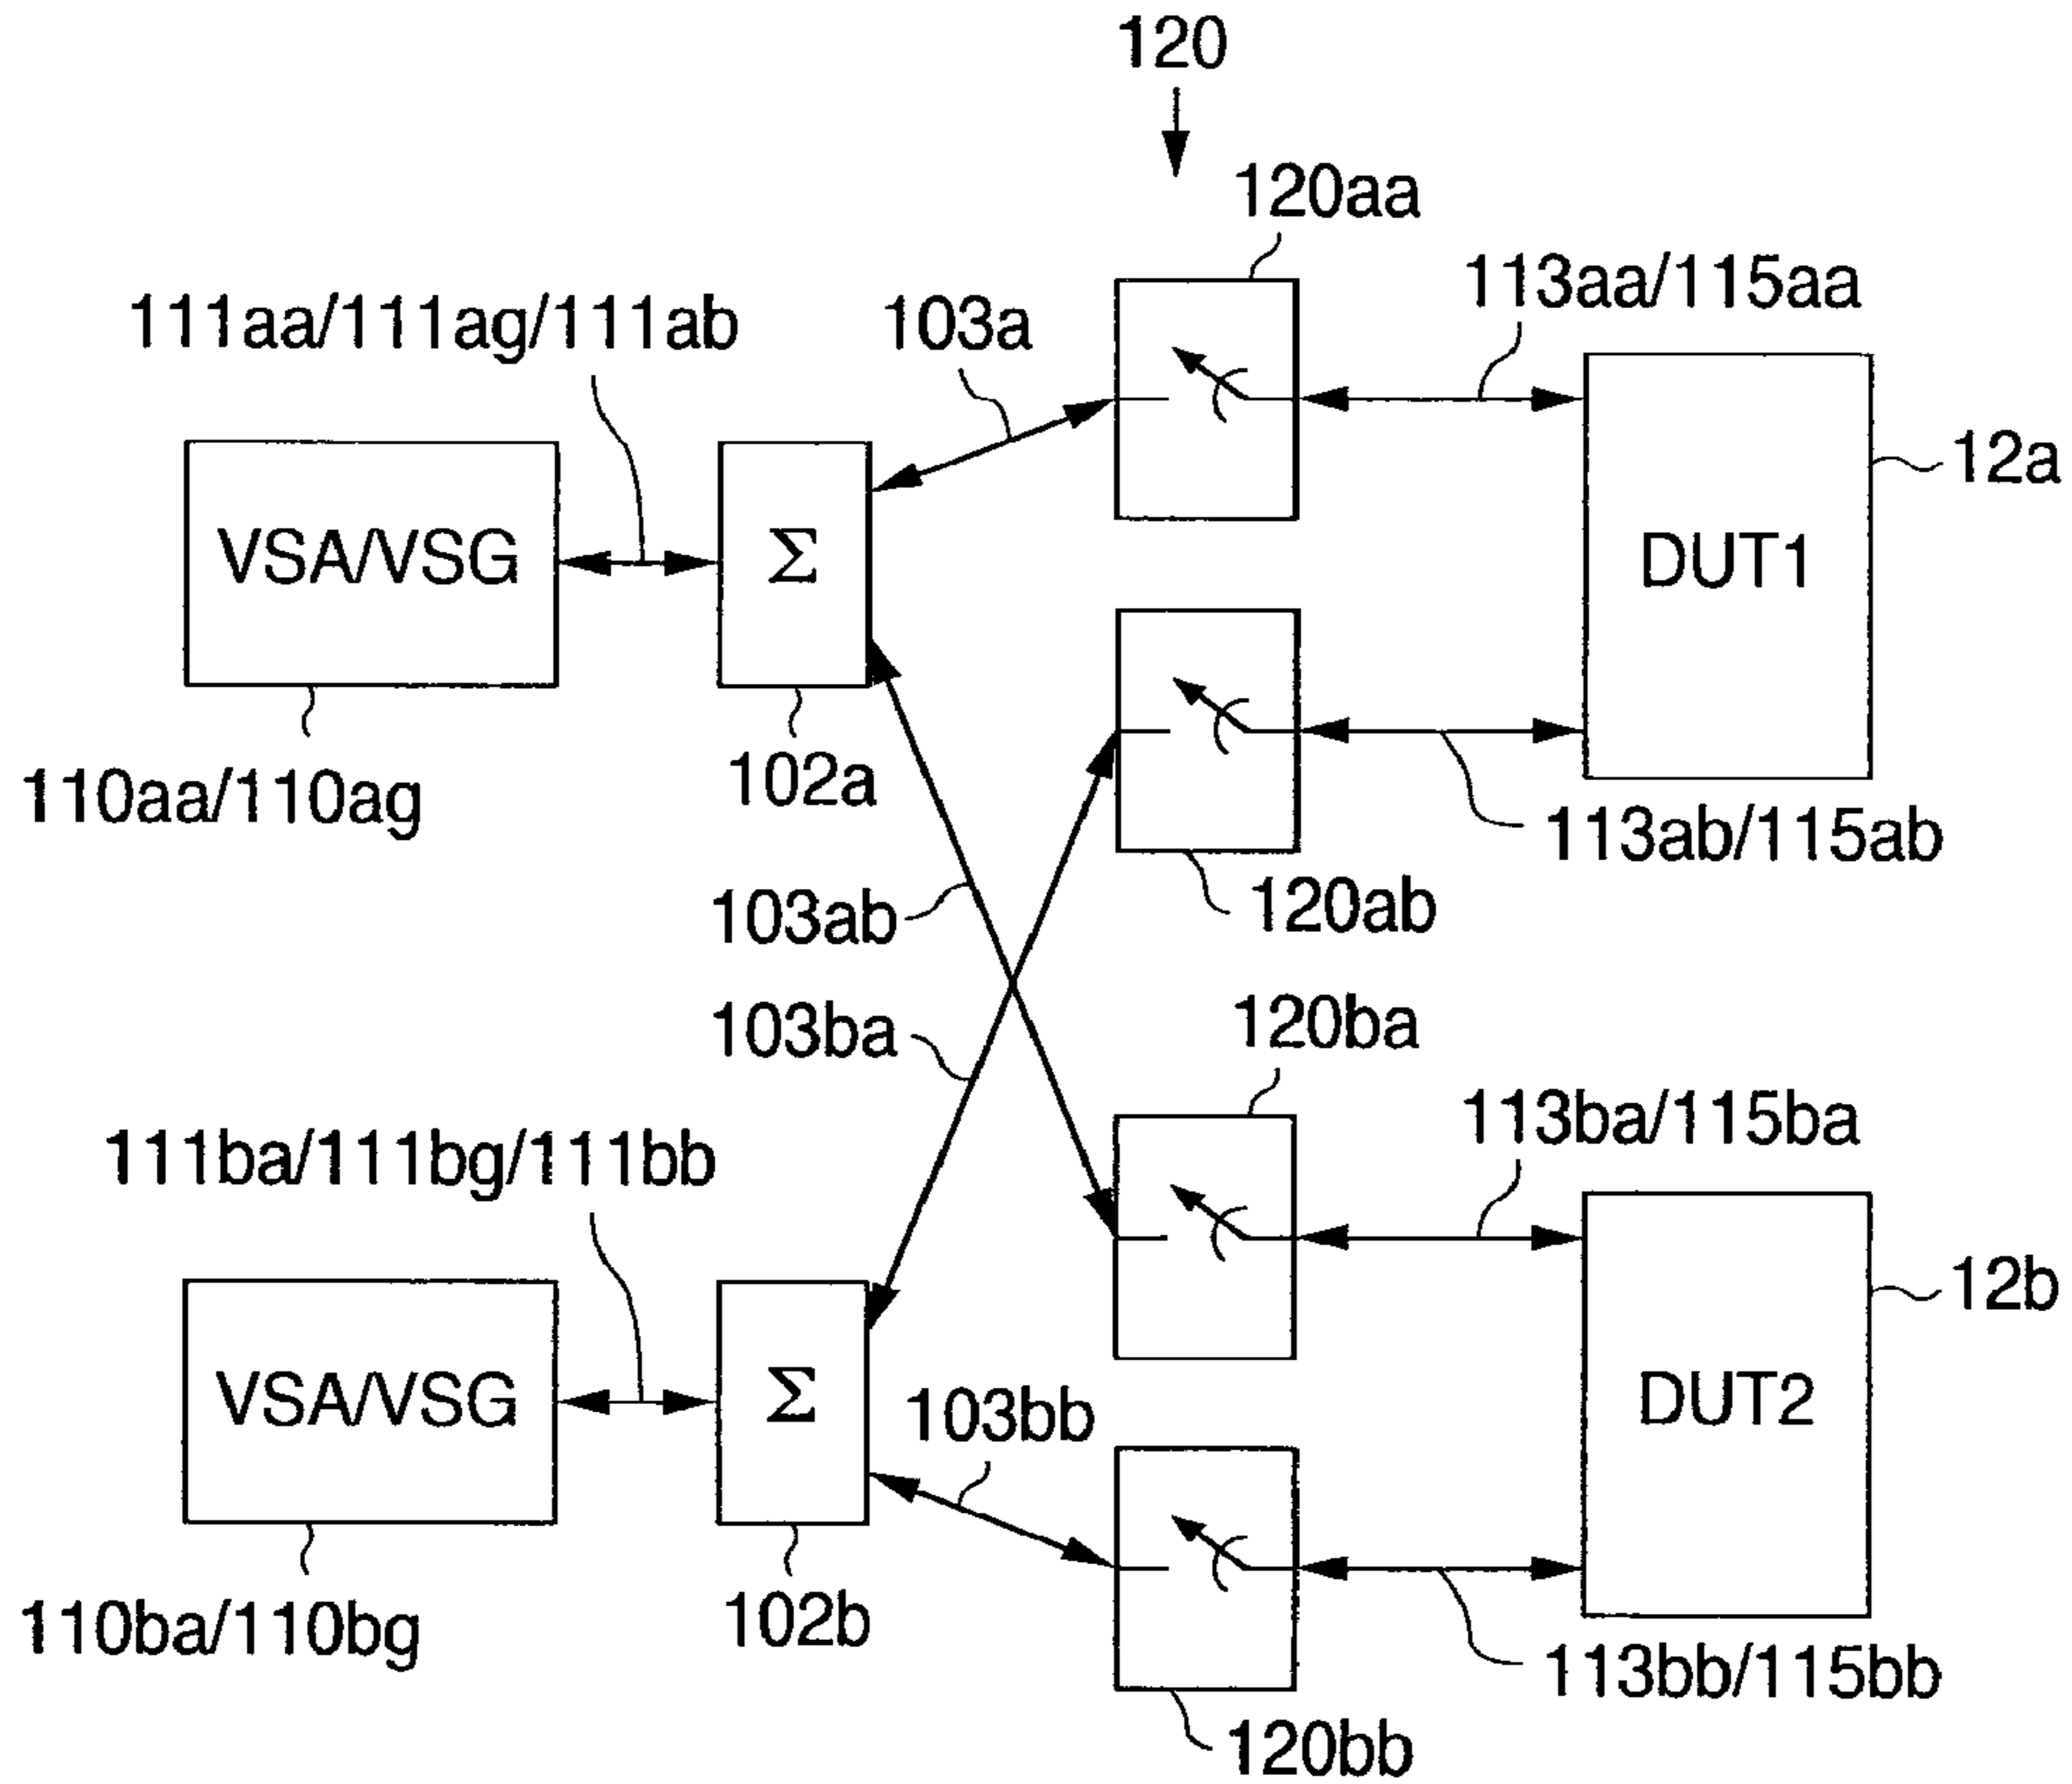 120
120aa
113aa/115aa
111aa/111ag/111ab
103a
12a
VSA/VSG
Σ
DUT1
110aa/110ag
102a
113ab/115ab
103ab
120ab
103ba
120ba
113ba/115ba
111ba/111bg/111bb
12b
VSA/VSG
Σ
103bb
DUT2
110ba/110bg
102b
113bb/115bb
120bb